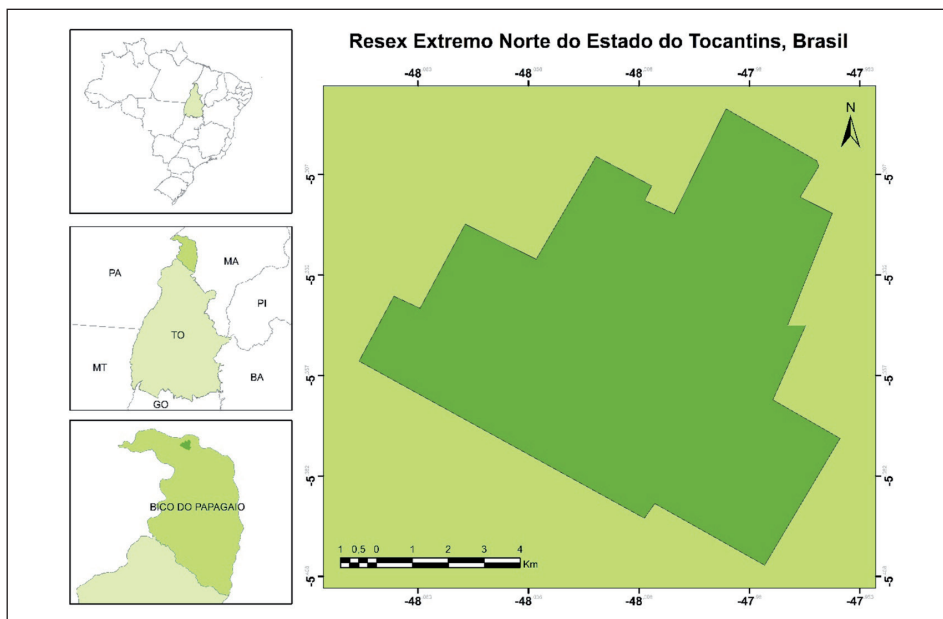 Resex Extremo Norte do Estado do Tocantins, Brasil
-48 -48 -48 -47 -47
N
PA
MA
PI
TO
MT
BA
GO
BICO DO PAPAGAIO
-5
-5
-5
-5
-5
-5
-5
-5
-5
-5
1 0,5 0 1 2 3 4
Km
-48 -48 -48 -47 -47